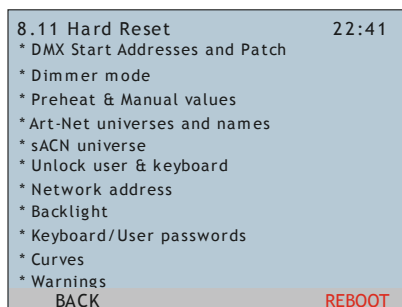 8.11 Hard Reset 22:41
* DMX Start Addresses and Patch
* Dimmer mode
* Preheat & Manual values
* Art-Net universes and names
* sACN universe
* Unlock user & keyboard
* Network address
* Backlight
* Keyboard/User passwords
* Curves
* Warnings
BACK REBOOT